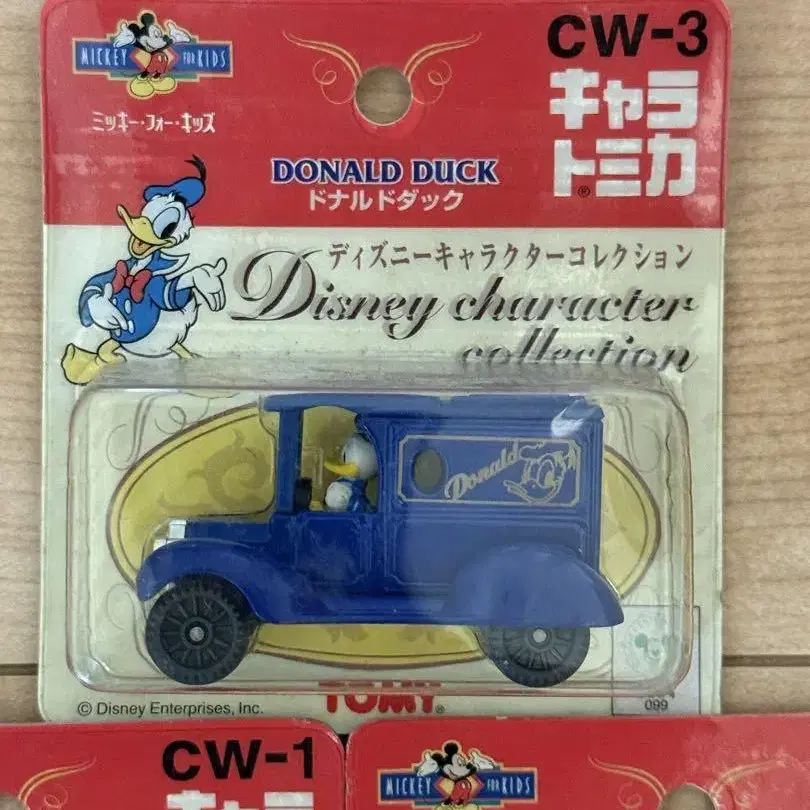 MICKEY FOR KIDS
ミッキー・フォー・キッズ
CW-3
キャラ
トミカ®
DONALD DUCK
ドナルドダック
ディズニーキャラクターコレクション
Disney character
collection
Donald
© Disney Enterprises, Inc.
TOMY®
099
CW-1
キャラ
MICKEY FOR KIDS